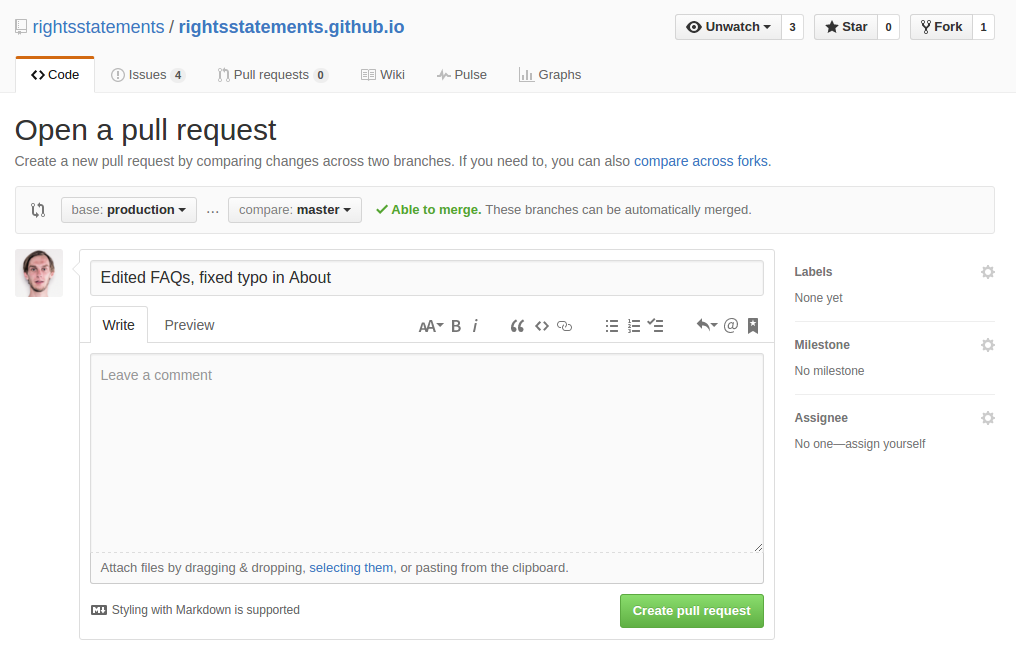 rightsstatements / rightsstatements.github.io
Unwatch 3 Star 0 Fork 1
Code Issues 4 Pull requests 0 Wiki Pulse Graphs
Open a pull request
Create a new pull request by comparing changes across two branches. If you need to, you can also compare across forks.
base: production ... compare: master Able to merge. These branches can be automatically merged.
Edited FAQs, fixed typo in About
Write Preview AA B i @
Leave a comment
Attach files by dragging & dropping, selecting them, or pasting from the clipboard.
Styling with Markdown is supported
Create pull request
Labels
None yet
Milestone
No milestone
Assignee
No one—assign yourself